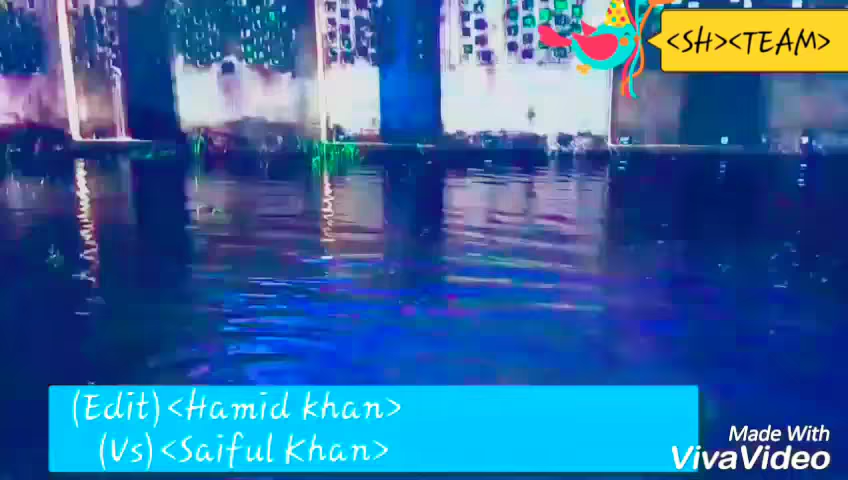 <SH><TEAM>
(Edit)<Hamid khan>
(Vs)<Saiful Khan>
Made With
VivaVideo